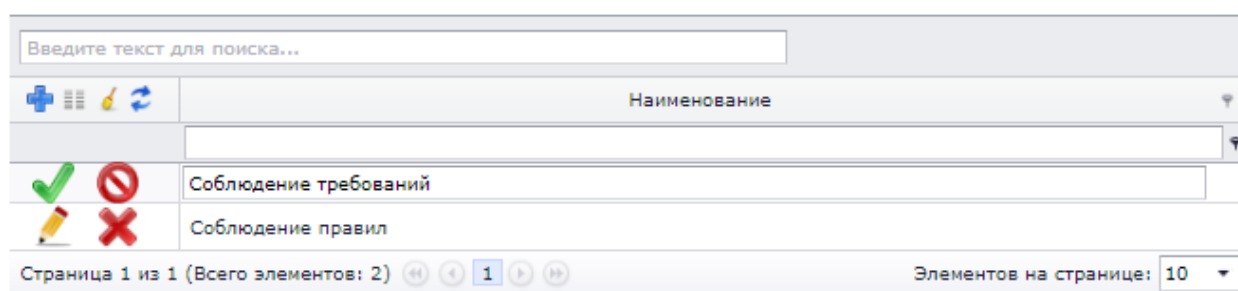 Введите текст для поиска...
Наименование
Соблюдение требований
Соблюдение правил
Страница 1 из 1 (Всего элементов: 2) 1 Элементов на странице: 10